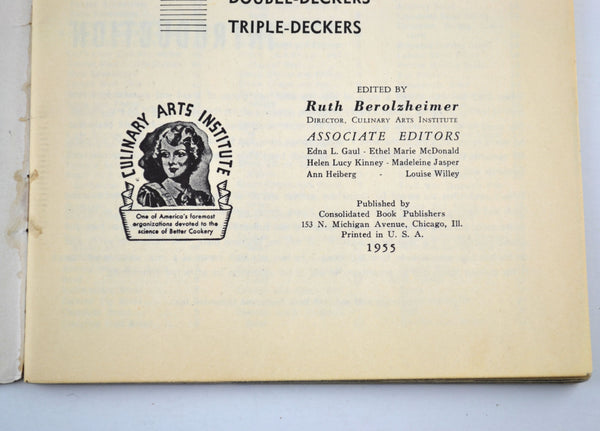 DOUBLE-DECKERS
TRIPLE-DECKERS
EDITED BY
Ruth Berolzheimer
DIRECTOR, CULINARY ARTS INSTITUTE
ASSOCIATE EDITORS
Edna L. Gaul - Ethel Marie McDonald
Helen Lucy Kinney - Madeleine Jasper
Ann Heiberg - Louise Willey
Published by
Consolidated Book Publishers
153 N. Michigan Avenue, Chicago, Ill.
Printed in U. S. A.
1955
CULINARY ARTS INSTITUTE
One of America's foremost
organizations devoted to the
science of Better Cookery